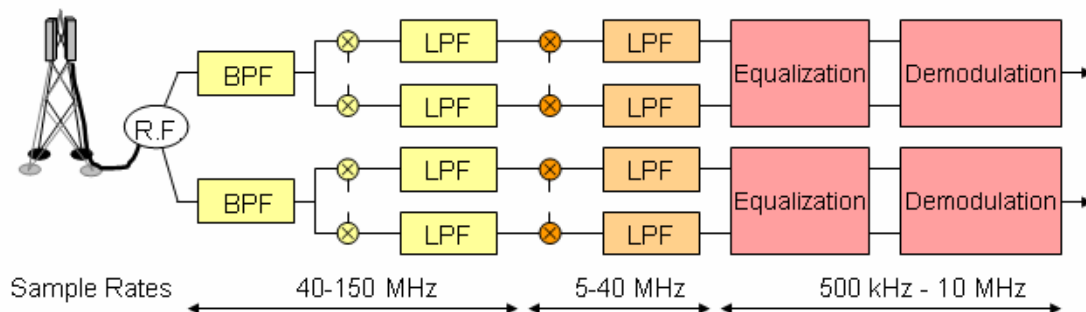 LPF
LPF
BPF
Equalization
Demodulation
LPF
LPF
R.F
LPF
LPF
BPF
Equalization
Demodulation
LPF
LPF
Sample Rates
40-150 MHz
5-40 MHz
500 kHz - 10 MHz